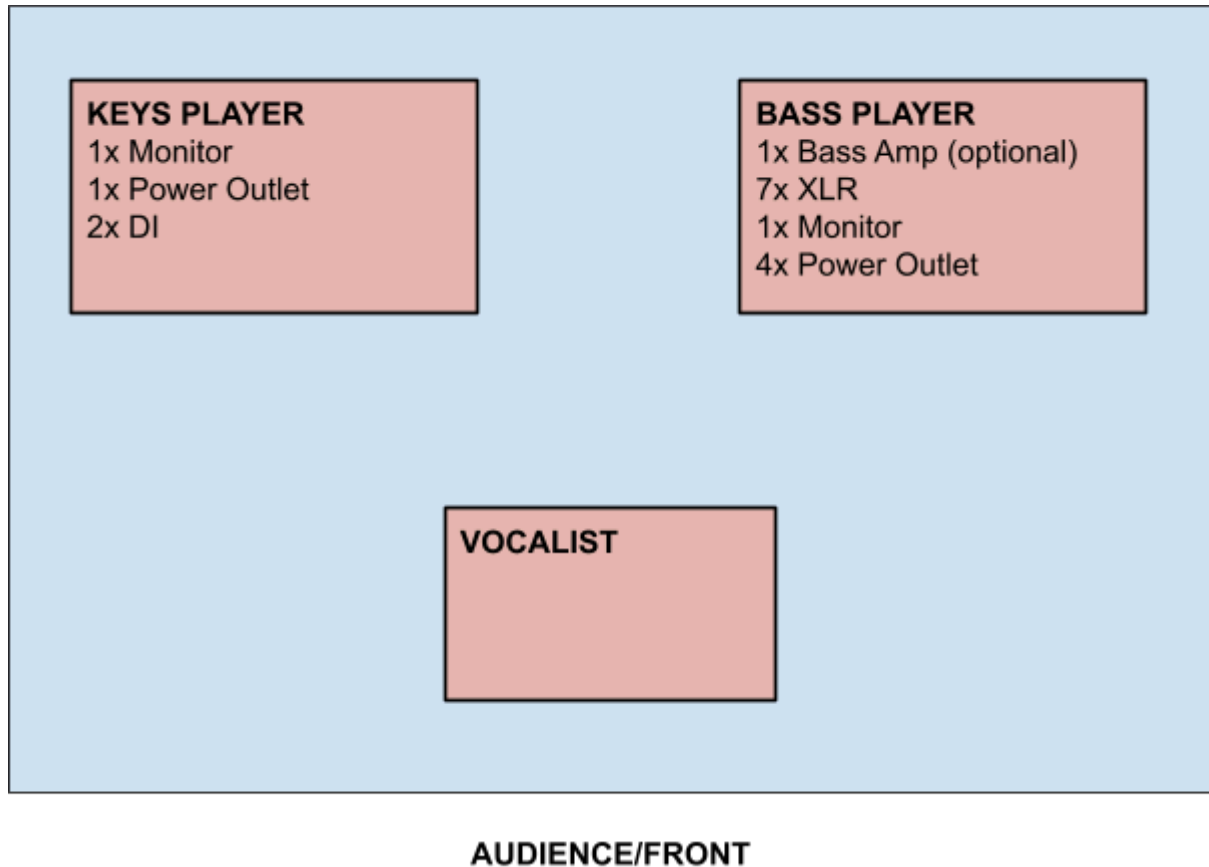 KEYS PLAYER
1x Monitor
1x Power Outlet
2x DI
BASS PLAYER
1x Bass Amp (optional)
7x XLR
1x Monitor
4x Power Outlet
VOCALIST
AUDIENCE/FRONT